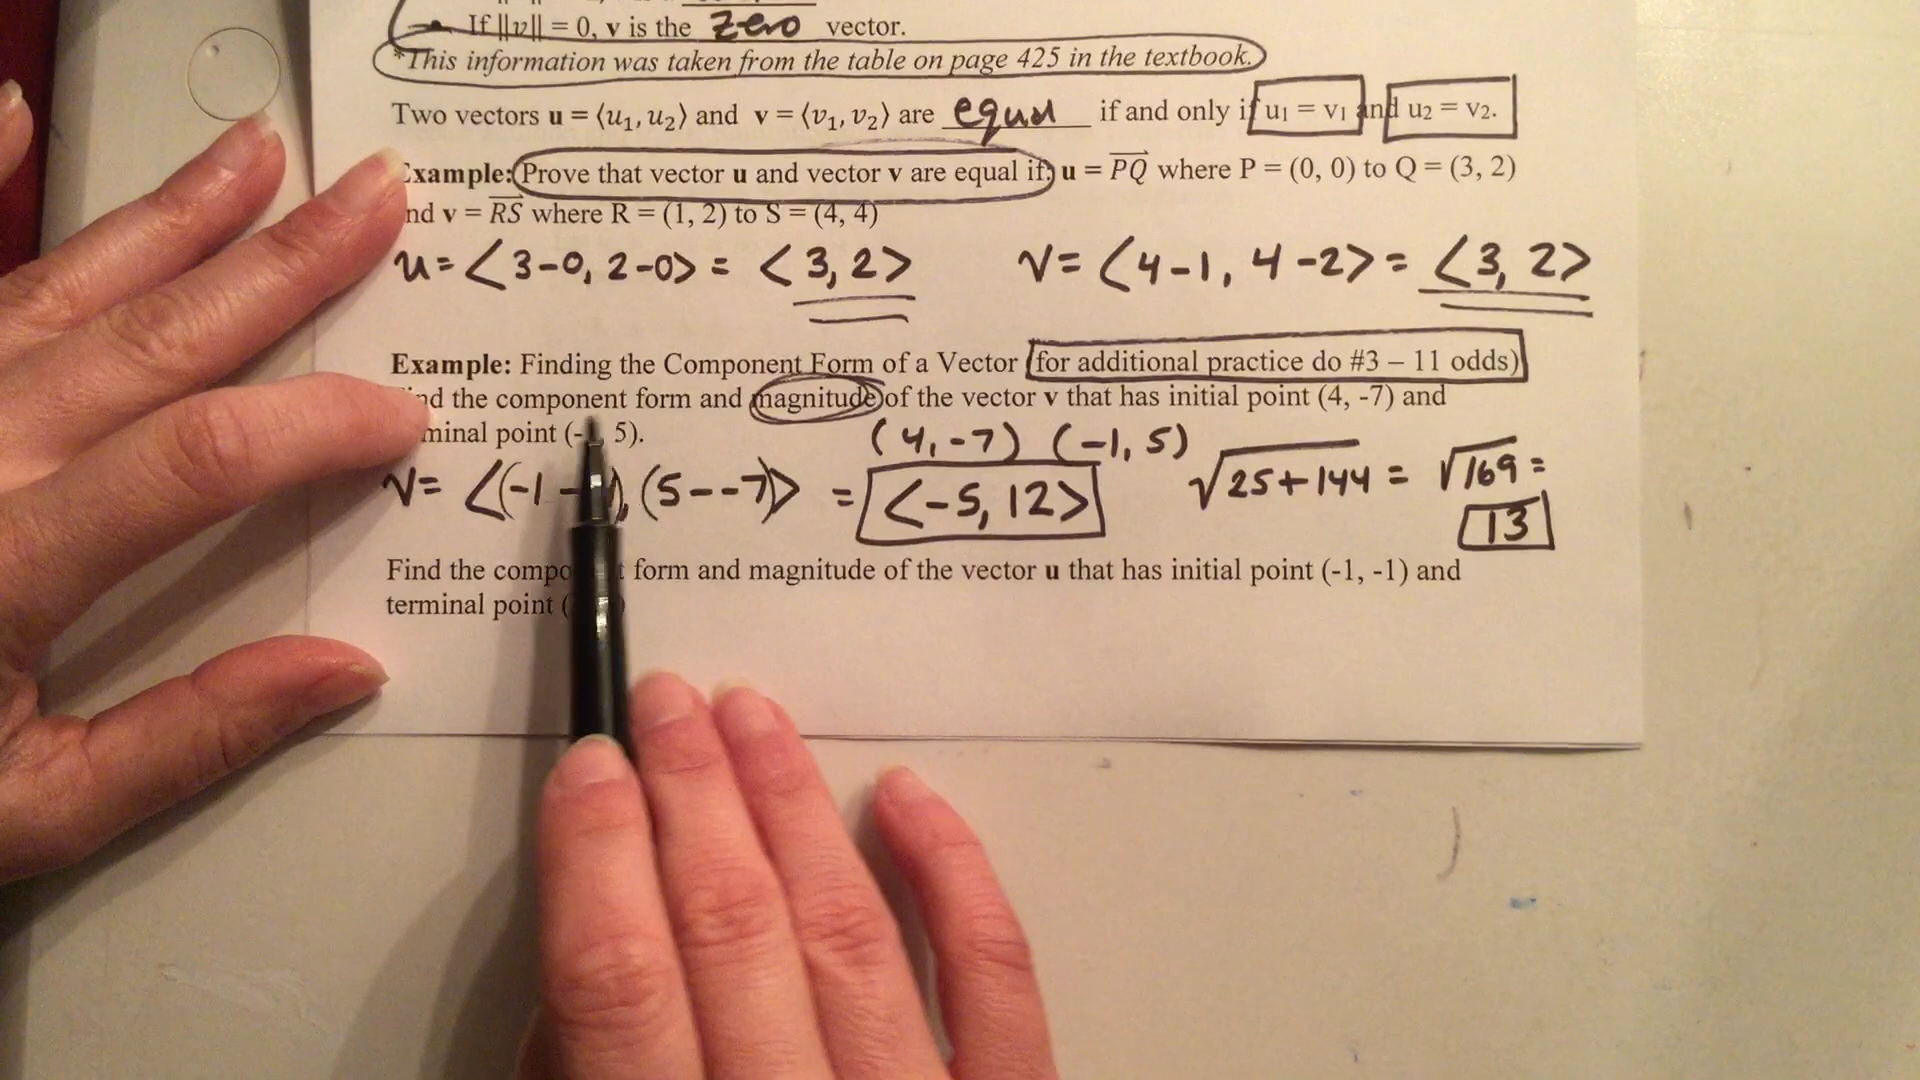 If ||v|| = 0, v is the zero vector.
*This information was taken from the table on page 425 in the textbook.
Two vectors u = ⟨u₁, u₂⟩ and v = ⟨v₁, v₂⟩ are equal if and only if u₁ = v₁ and u₂ = v₂.
Example: Prove that vector u and vector v are equal if: u = PQ where P = (0, 0) to Q = (3, 2)
nd v = RS where R = (1, 2) to S = (4, 4)
u = <3-0, 2-0> = <3, 2> v = <4-1, 4-2> = <3, 2>
Example: Finding the Component Form of a Vector (for additional practice do #3 – 11 odds)
nd the component form and magnitude of the vector v that has initial point (4, -7) and
minal point (- 5).
(4, -7) (-1, 5)
v = <(-1 - ), (5--7)> = <-5, 12> √25+144 = √169 =
13
Find the compo t form and magnitude of the vector u that has initial point (-1, -1) and
terminal point (